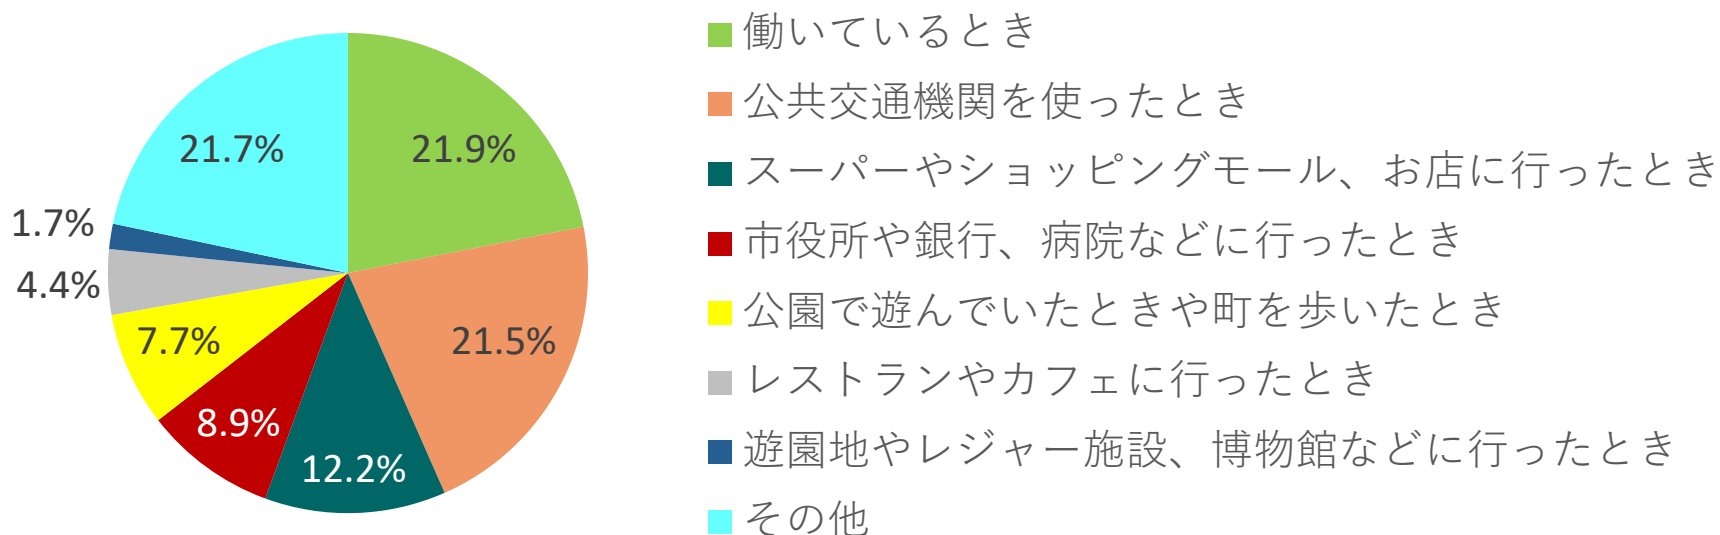 働いているとき
公共交通機関を使ったとき
スーパーやショッピングモール、お店に行ったとき
市役所や銀行、病院などに行ったとき
公園で遊んでいたときや町を歩いたとき
レストランやカフェに行ったとき
遊園地やレジャー施設、博物館などに行ったとき
その他
21.9%
21.5%
12.2%
8.9%
7.7%
4.4%
1.7%
21.7%